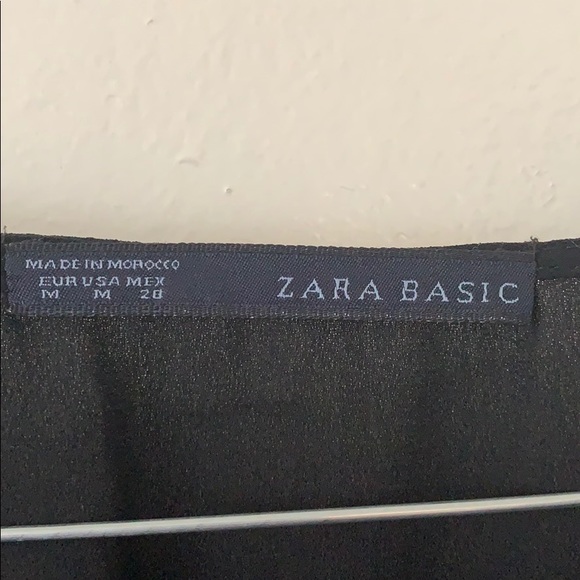 MADE IN MOROCCO
EUR USA MEX
M M 28
ZARA BASIC